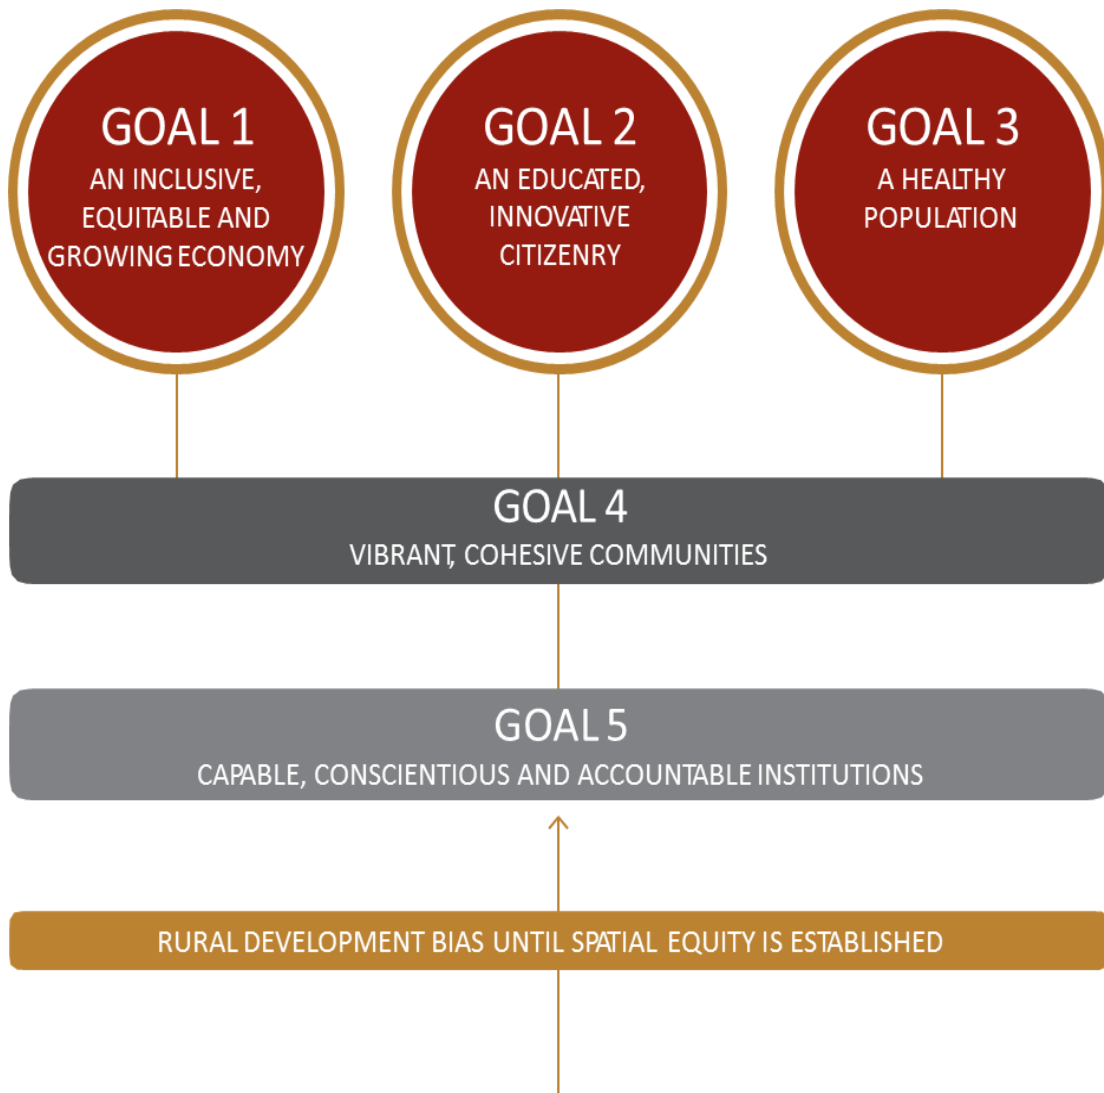 GOAL 1
AN INCLUSIVE,
EQUITABLE AND
GROWING ECONOMY
GOAL 2
AN EDUCATED,
INNOVATIVE
CITIZENRY
GOAL 3
A HEALTHY
POPULATION
GOAL 4
VIBRANT, COHESIVE COMMUNITIES
GOAL 5
CAPABLE, CONSCIENTIOUS AND ACCOUNTABLE INSTITUTIONS
RURAL DEVELOPMENT BIAS UNTIL SPATIAL EQUITY IS ESTABLISHED